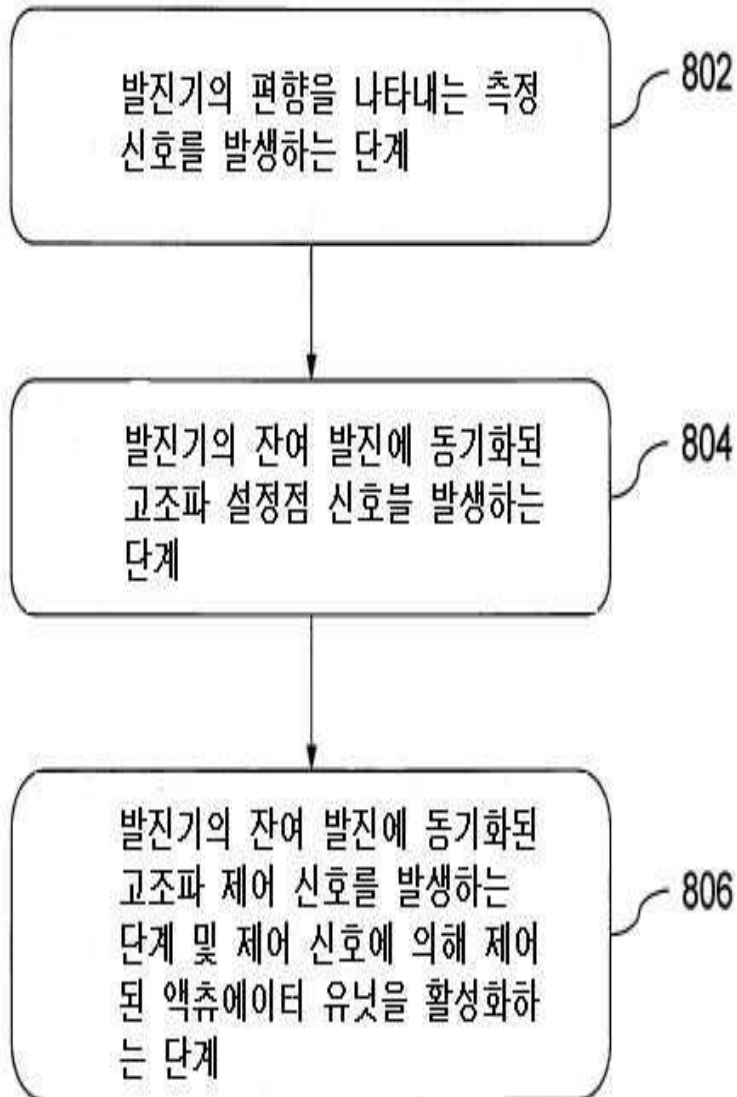 발진기의 편향을 나타내는 측정
신호를 발생하는 단계
802
발진기의 잔여 발진에 동기화된
고조파 설정점 신호블 발생하는
단계
804
발진기의 잔여 발진에 동기화된
고조파 제어 신호를 발생하는
단계 및 제어 신호에 의해 제어
된 액츄에이터 유닛을 활성화하
는 단계
806